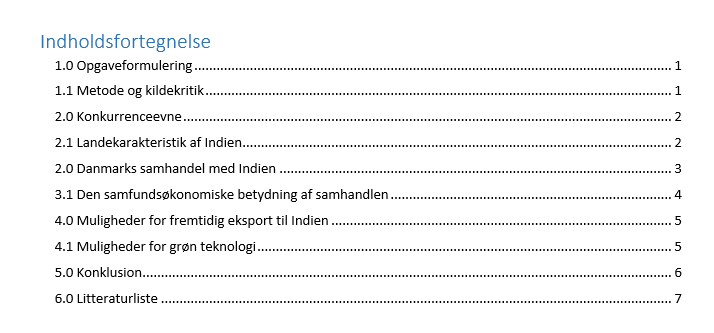 Indholdsfortegnelse
1.0 Opgaveformulering 1
1.1 Metode og kildekritik 1
2.0 Konkurrenceevne 2
2.1 Landekarakteristik af Indien 2
2.0 Danmarks samhandel med Indien 3
3.1 Den samfundsøkonomiske betydning af samhandlen 4
4.0 Muligheder for fremtidig eksport til Indien 5
4.1 Muligheder for grøn teknologi 5
5.0 Konklusion 6
6.0 Litteraturliste 7